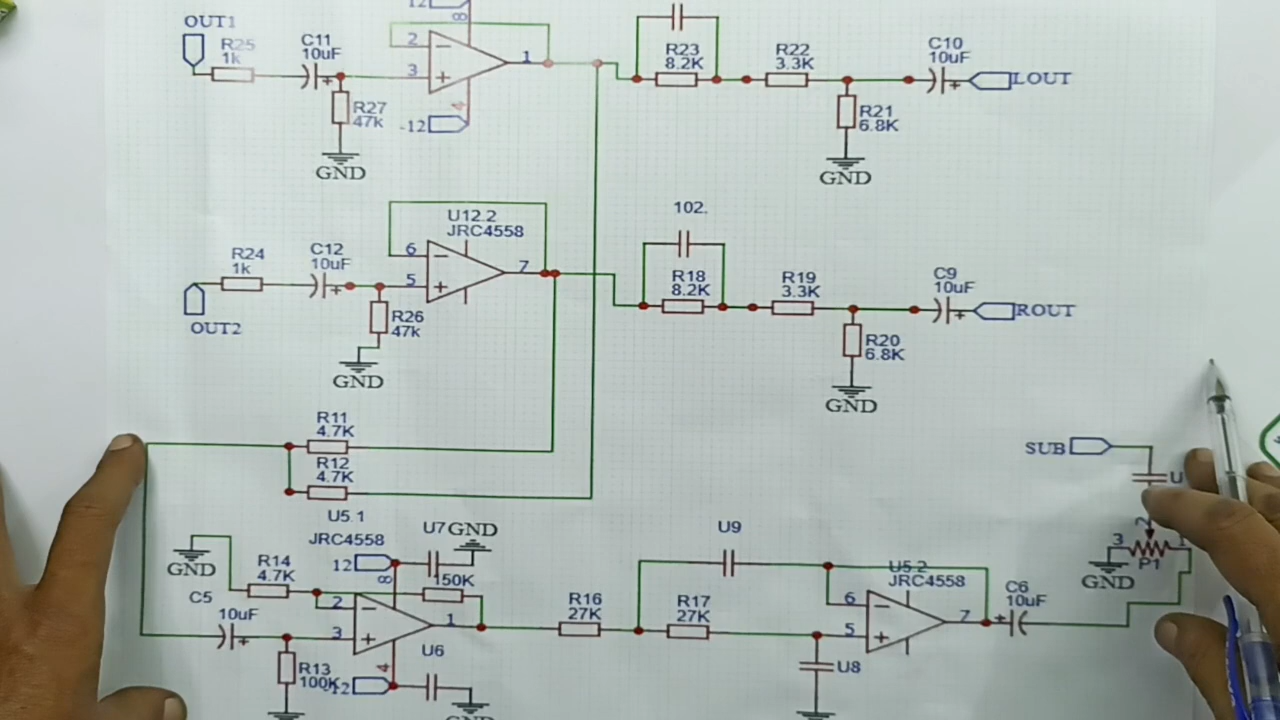 12
8
OUT1
R25
1k
C11
10uF
2
3
1
4
-12
R27
47k
GND
R23
8.2K
R22
3.3K
C10
10uF
LOUT
R21
6.8K
GND
U12.2
JRC4558
6
5
7
R24
1k
C12
10uF
OUT2
R26
47k
GND
102.
R18
8.2K
R19
3.3K
C9
10uF
ROUT
R20
6.8K
GND
R11
4.7K
R12
4.7K
SUB
U5.1
JRC4558
12
8
U7
GND
GND
R14
4.7K
150K
C5
10uF
2
3
1
4
R13
100K
-12
U6
GND
R16
27K
U9
R17
27K
U8
U5.2
JRC4558
6
5
7
C6
10uF
GND
3
2
1
P1